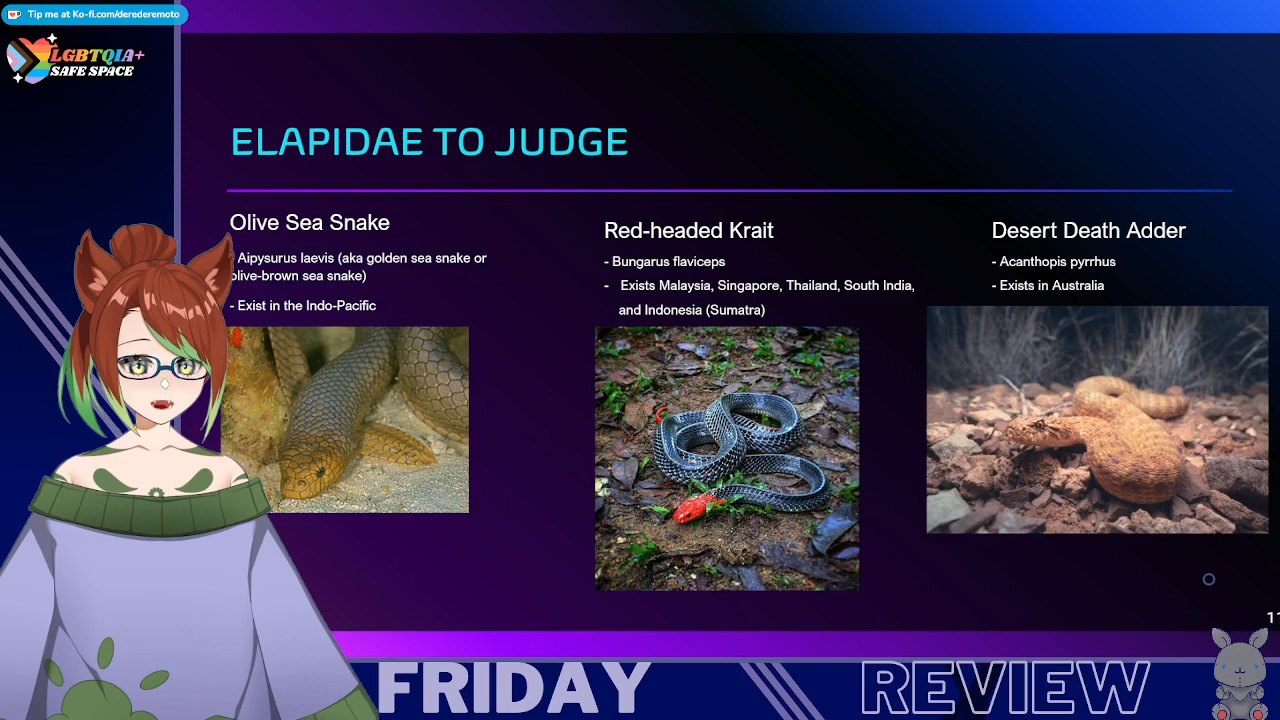 Tip me at Ko-fi.com/derederemoto
LGBTQIA+
SAFE SPACE
ELAPIDAE TO JUDGE
Olive Sea Snake
Aipysurus laevis (aka golden sea snake or
olive-brown sea snake)
- Exist in the Indo-Pacific
Red-headed Krait
- Bungarus flaviceps
- Exists Malaysia, Singapore, Thailand, South India,
and Indonesia (Sumatra)
Desert Death Adder
- Acanthopis pyrrhus
- Exists in Australia
11
FRIDAY REVIEW